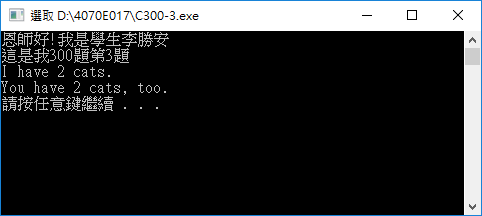 選取 D:\4070E017\C300-3.exe
恩師好!我是學生李勝安
這是我300題第3題
I have 2 cats.
You have 2 cats, too.
請按任意鍵繼續 . . .